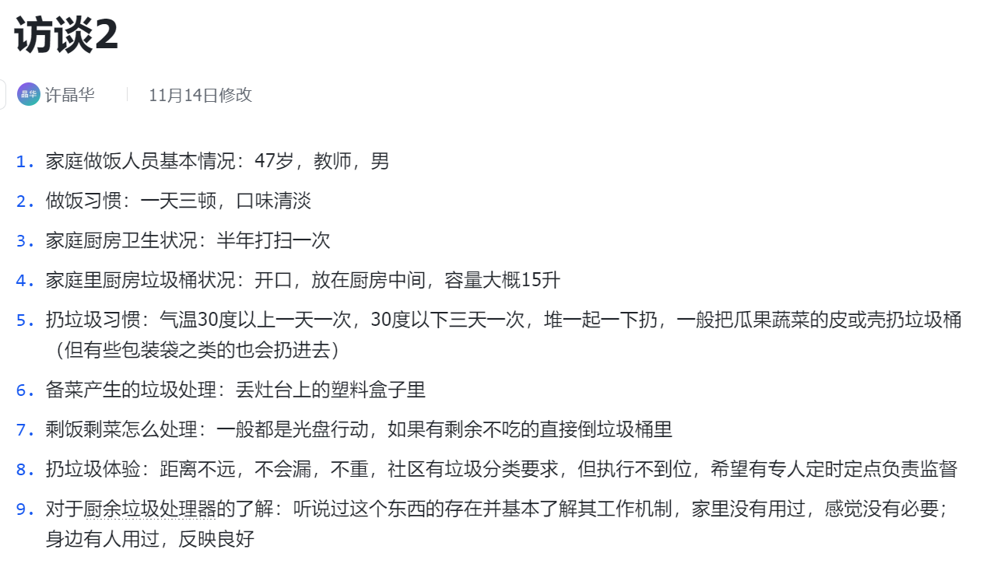 访谈2
晶华 许晶华 11月14日修改
1. 家庭做饭人员基本情况：47岁，教师，男
2. 做饭习惯：一天三顿，口味清淡
3. 家庭厨房卫生状况：半年打扫一次
4. 家庭里厨房垃圾桶状况：开口，放在厨房中间，容量大概15升
5. 扔垃圾习惯：气温30度以上一天一次，30度以下三天一次，堆一起一下扔，一般把瓜果蔬菜的皮或壳扔垃圾桶
（但有些包装袋之类的也会扔进去）
6. 备菜产生的垃圾处理：丢灶台上的塑料盒子里
7. 剩饭剩菜怎么处理：一般都是光盘行动，如果有剩余不吃的直接倒垃圾桶里
8. 扔垃圾体验：距离不远，不会漏，不重，社区有垃圾分类要求，但执行不到位，希望有专人定时定点负责监督
9. 对于厨余垃圾处理器的了解：听说过这个东西的存在并基本了解其工作机制，家里没有用过，感觉没有必要；
身边有人用过，反映良好